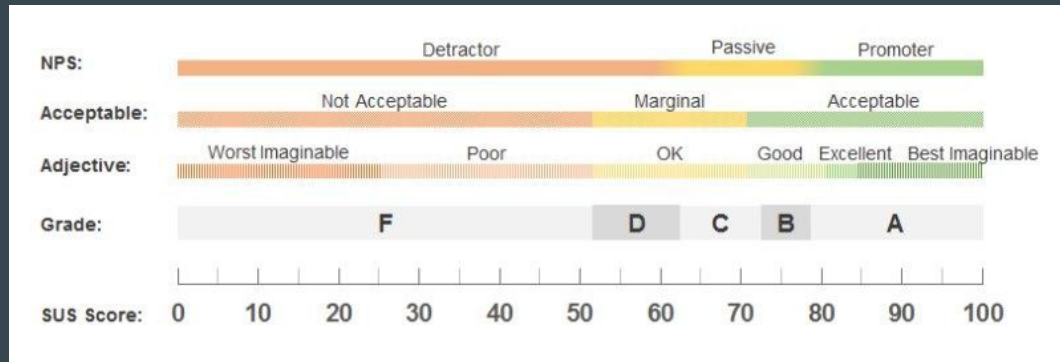 NPS: Detractor Passive Promoter
Acceptable: Not Acceptable Marginal Acceptable
Adjective: Worst Imaginable Poor OK Good Excellent Best Imaginable
Grade: F D C B A
SUS Score: 0 10 20 30 40 50 60 70 80 90 100